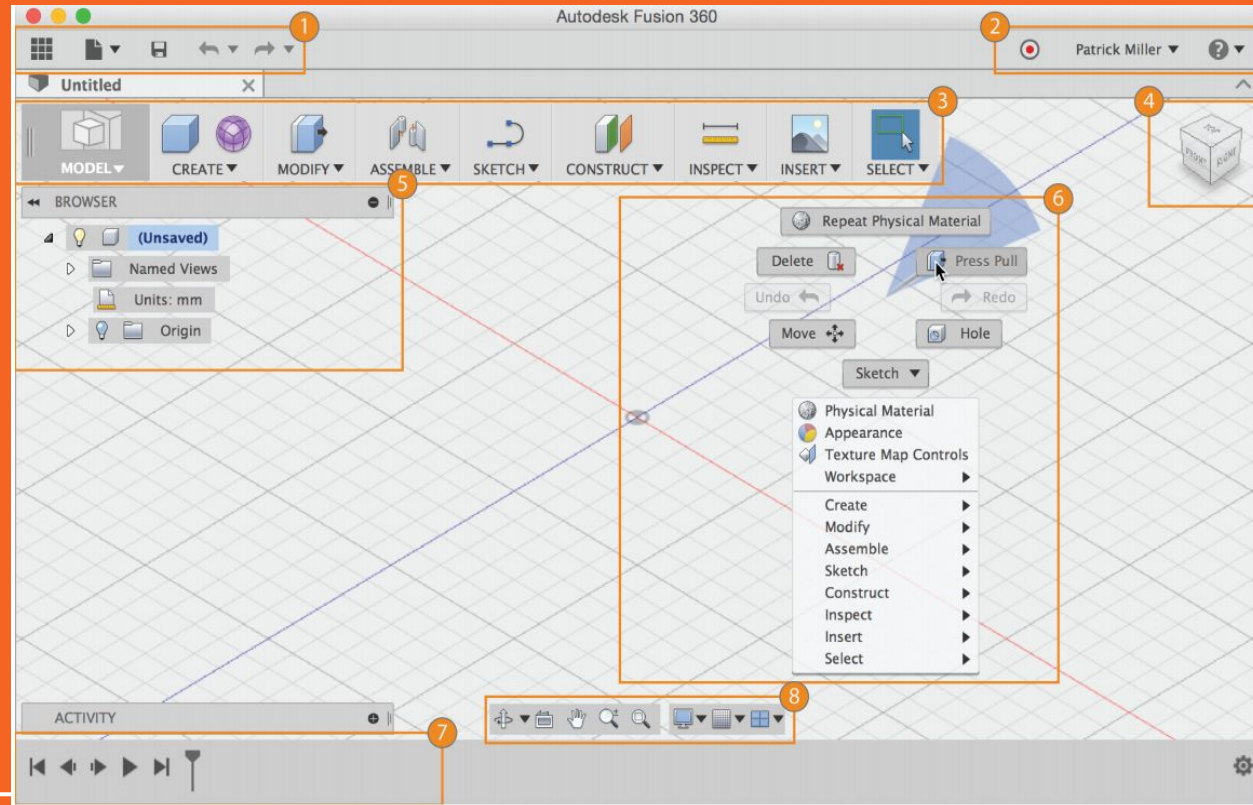 Autodesk Fusion 360
1
2
Patrick Miller
?
Untitled
3
4
MODEL
CREATE
MODIFY
ASSEMBLE
SKETCH
CONSTRUCT
INSPECT
INSERT
SELECT
TOP
FRONT
RIGHT
5
BROWSER
(Unsaved)
Named Views
Units: mm
Origin
6
Repeat Physical Material
Delete
Press Pull
Undo
Redo
Move
Hole
Sketch
Physical Material
Appearance
Texture Map Controls
Workspace
Create
Modify
Assemble
Sketch
Construct
Inspect
Insert
Select
ACTIVITY
7
8